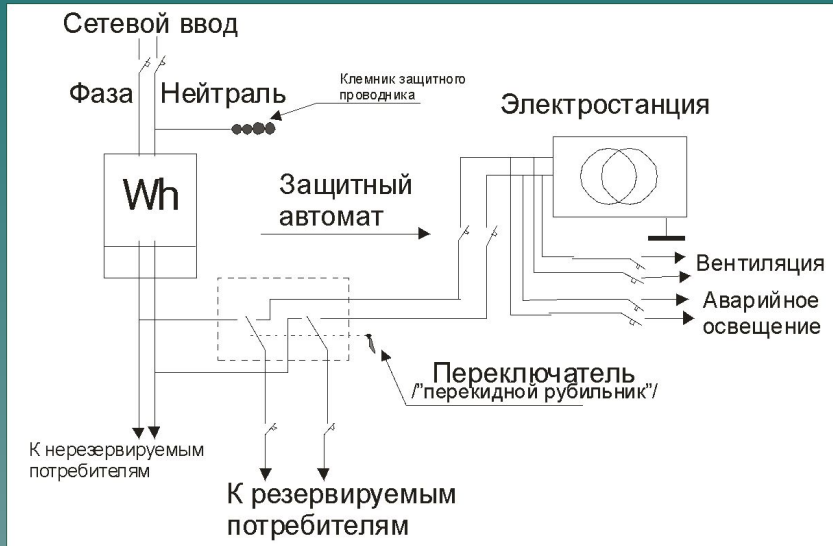 Сетевой ввод
Фаза
Нейтраль
Клемник защитного
проводника
Электростанция
Wh
Защитный
автомат
Вентиляция
Аварийное
освещение
Переключатель
/"перекидной рубильник"/
К нерезервируемым
потребителям
К резервируемым
потребителям